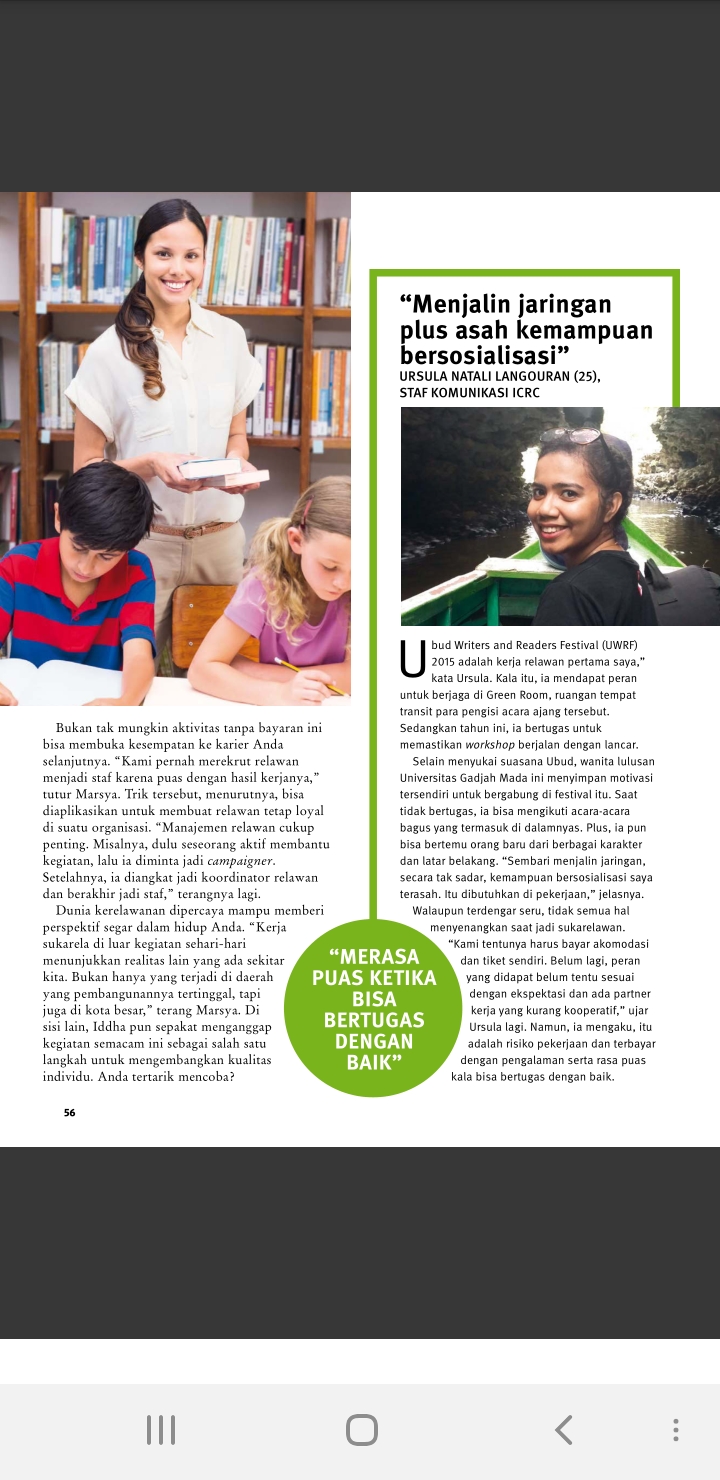 Bukan tak mungkin aktivitas tanpa bayaran ini
bisa membuka kesempatan ke karier Anda
selanjutnya. “Kami pernah merekrut relawan
menjadi staf karena puas dengan hasil kerjanya,”
tutur Marsya. Trik tersebut, menurutnya, bisa
diaplikasikan untuk membuat relawan tetap loyal
di suatu organisasi. “Manajemen relawan cukup
penting. Misalnya, dulu seseorang aktif membantu
kegiatan, lalu ia diminta jadi campaigner.
Setelahnya, ia diangkat jadi koordinator relawan
dan berakhir jadi staf,” terangnya lagi.
Dunia kerelawanan dipercaya mampu memberi
perspektif segar dalam hidup Anda. “Kerja
sukarela di luar kegiatan sehari-hari
menunjukkan realitas lain yang ada sekitar
kita. Bukan hanya yang terjadi di daerah
yang pembangunannya tertinggal, tapi
juga di kota besar,” terang Marsya. Di
sisi lain, Iddha pun sepakat menganggap
kegiatan semacam ini sebagai salah satu
langkah untuk mengembangkan kualitas
individu. Anda tertarik mencoba?
“Menjalin jaringan
plus asah kemampuan
bersosialisasi”
URSULA NATALI LANGOURAN (25),
STAF KOMUNIKASI ICRC
Ubud Writers and Readers Festival (UWRF)
2015 adalah kerja relawan pertama saya,”
kata Ursula. Kala itu, ia mendapat peran
untuk berjaga di Green Room, ruangan tempat
transit para pengisi acara ajang tersebut.
Sedangkan tahun ini, ia bertugas untuk
memastikan workshop berjalan dengan lancar.
Selain menyukai suasana Ubud, wanita lulusan
Universitas Gadjah Mada ini menyimpan motivasi
tersendiri untuk bergabung di festival itu. Saat
tidak bertugas, ia bisa mengikuti acara-acara
bagus yang termasuk di dalamnya. Plus, ia pun
bisa bertemu orang baru dari berbagai karakter
dan latar belakang. “Sembari menjalin jaringan,
secara tak sadar, kemampuan bersosialisasi saya
terasah. Itu dibutuhkan di pekerjaan,” jelasnya.
Walaupun terdengar seru, tidak semua hal
menyenangkan saat jadi sukarelawan.
“Kami tentunya harus bayar akomodasi
dan tiket sendiri. Belum lagi, peran
yang didapat belum tentu sesuai
dengan ekspektasi dan ada partner
kerja yang kurang kooperatif,” ujar
Ursula lagi. Namun, ia mengaku, itu
adalah risiko pekerjaan dan terbayar
dengan pengalaman serta rasa puas
kala bisa bertugas dengan baik.
“MERASA
PUAS KETIKA
BISA
BERTUGAS
DENGAN
BAIK”
56